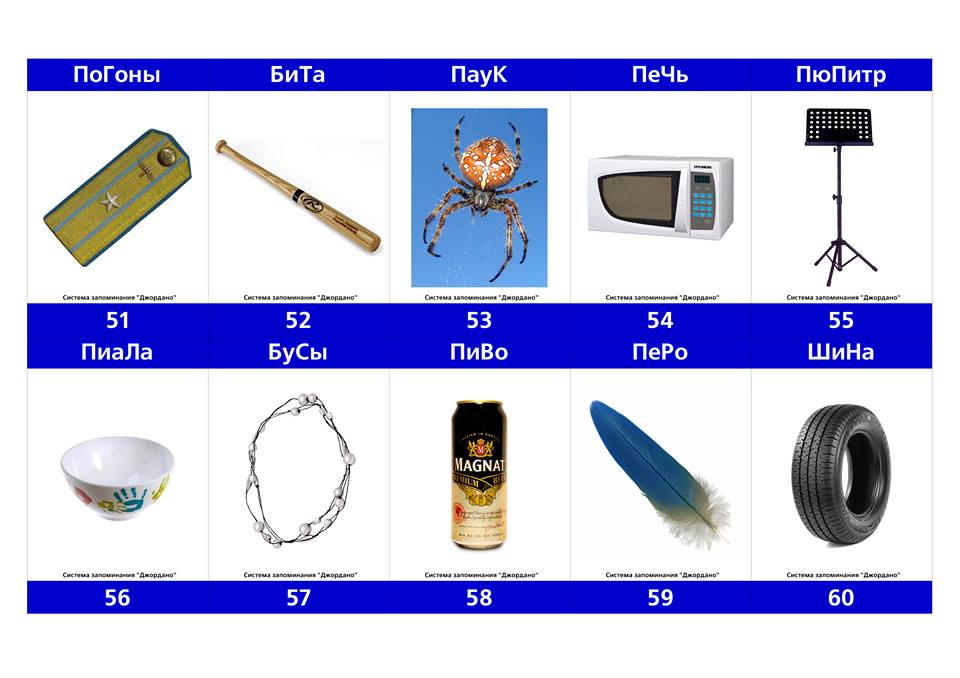 ПоГоны БиТа ПауК ПеЧь ПюПитр
HYUNDAI
Система запоминания "Джордано" Система запоминания "Джордано" Система запоминания "Джордано" Система запоминания "Джордано" Система запоминания "Джордано"
51 52 53 54 55
ПиаЛа БуСы ПиВо ПеРо ШиНа
M
MAGNAT
PREMIUM BEER
Система запоминания "Джордано" Система запоминания "Джордано" Система запоминания "Джордано" Система запоминания "Джордано" Система запоминания "Джордано"
56 57 58 59 60